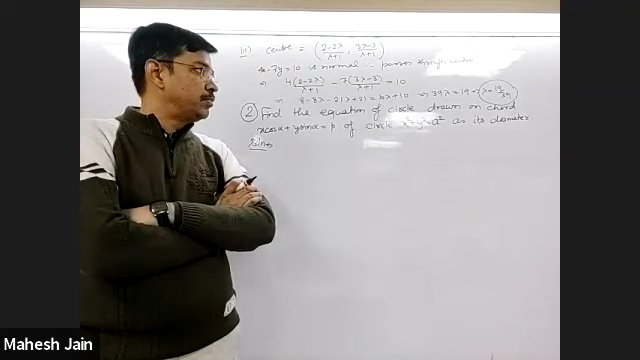 iii) centre = ( 2-2λ / λ+1 , 3λ-3 / λ+1 )
4x-7y=10 is normal ∴ passes through centre
⇒ 4(2-2λ)/λ+1 - 7(3λ-3)/λ+1 = 10
⇒ 8-8λ-21λ+21=10λ+10 ⇒ 39λ=19 ⇒ λ=19/39
② Find the equation of circle drawn on chord
xcosα+ysinα=p of circle x²+y²=a² as its diameter.
Soln
Mahesh Jain